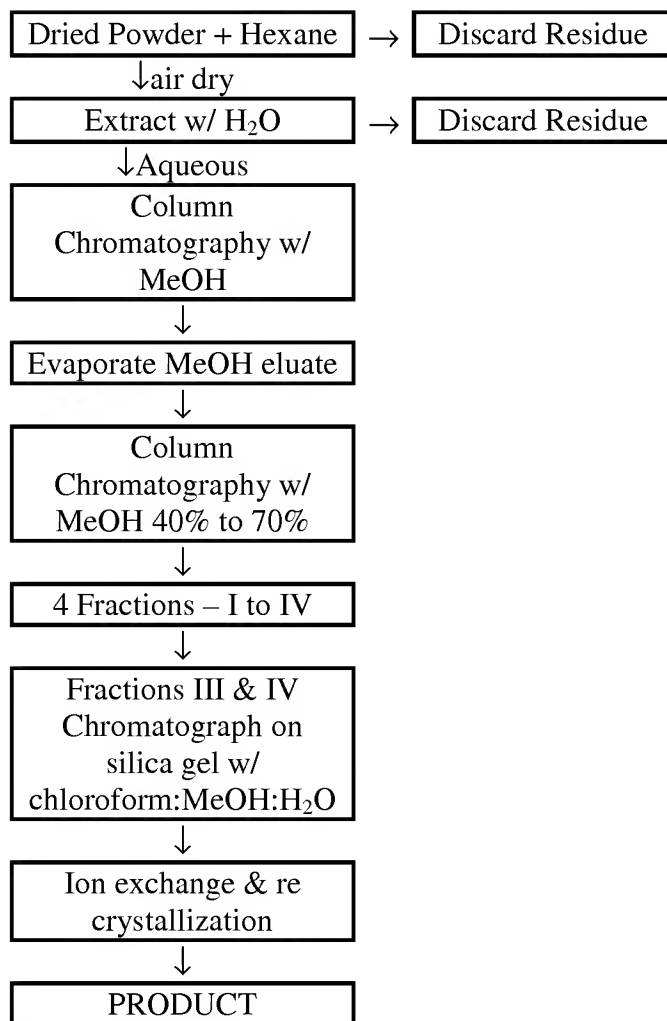 Dried Powder + Hexane → Discard Residue
↓air dry
Extract w/ H₂O → Discard Residue
↓Aqueous
Column
Chromatography w/
MeOH
↓
Evaporate MeOH eluate
↓
Column
Chromatography w/
MeOH 40% to 70%
↓
4 Fractions – I to IV
↓
Fractions III & IV
Chromatograph on
silica gel w/
chloroform:MeOH:H₂O
↓
Ion exchange & re
crystallization
↓
PRODUCT